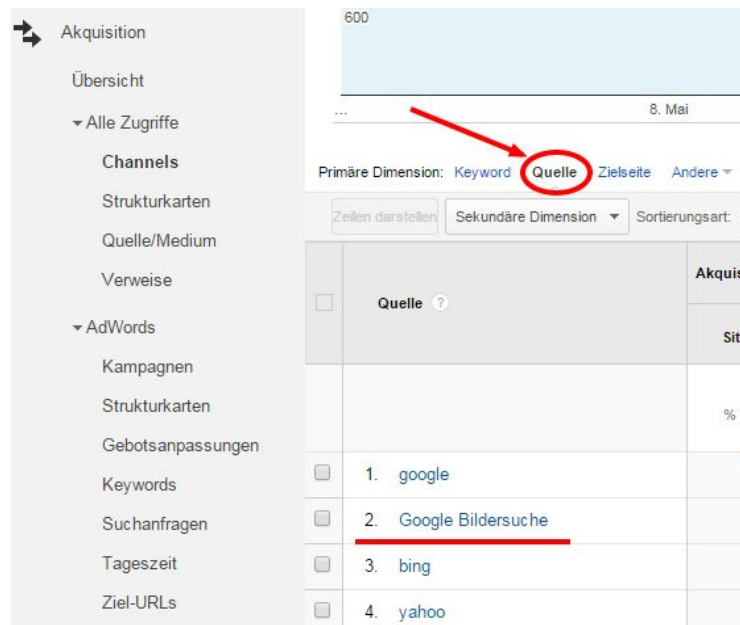 Akquisition
Übersicht
Alle Zugriffe
Channels
Strukturkarten
Quelle/Medium
Verweise
AdWords
Kampagnen
Strukturkarten
Gebotsanpassungen
Keywords
Suchanfragen
Tageszeit
Ziel-URLs
600
... 8. Mai
Primäre Dimension: Keyword Quelle Zielseite Andere
Zeilen darstellen Sekundäre Dimension Sortierungsart:
Akquis
Quelle ?
Sit
%
1. google
2. Google Bildersuche
3. bing
4. yahoo